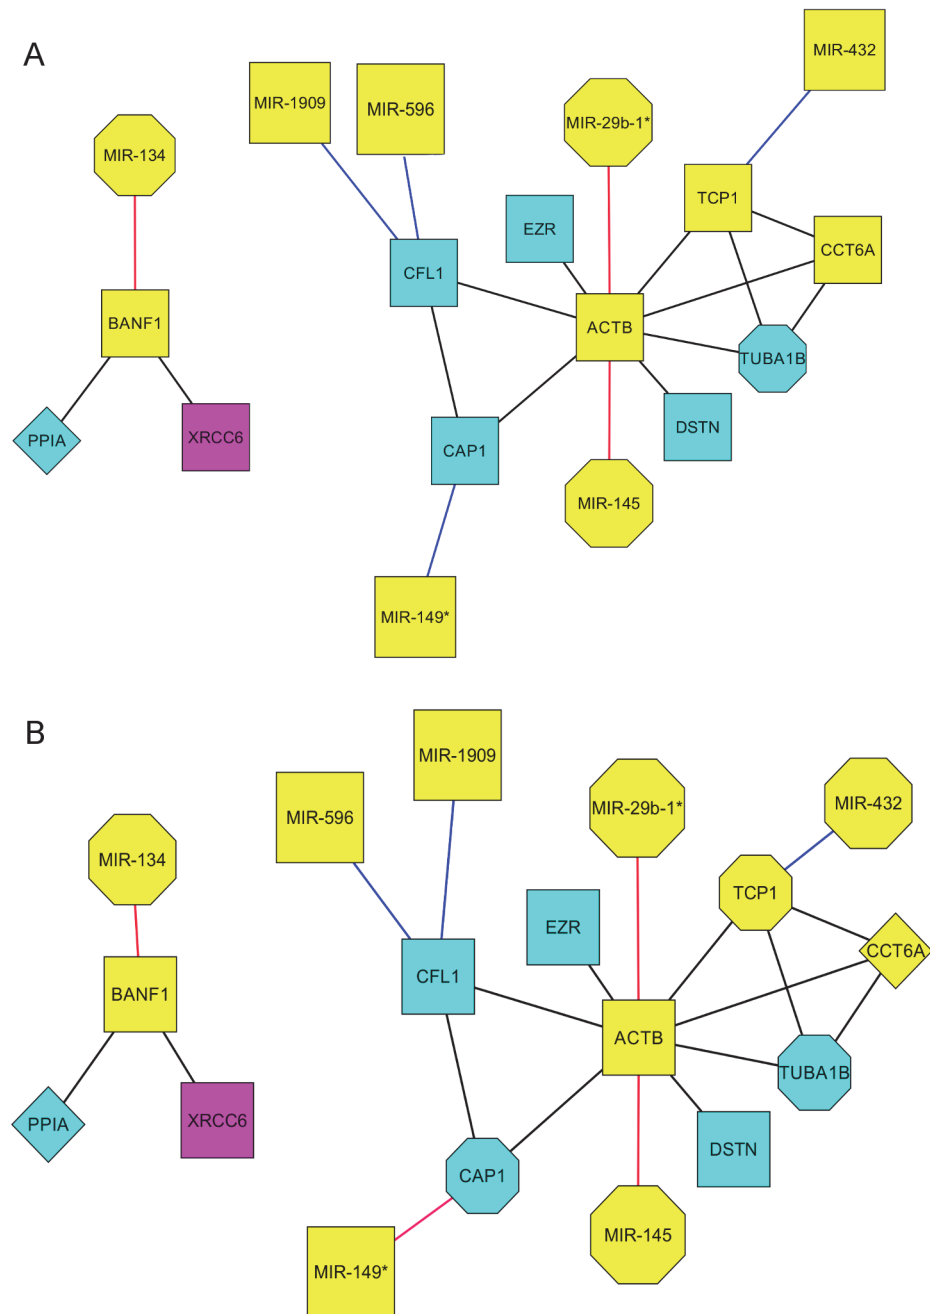 A
MIR-432
MIR-1909
MIR-596
MIR-29b-1*
MIR-134
TCP1
EZR
CCT6A
CFL1
BANF1
ACTB
TUBA1B
PPIA
XRCC6
DSTN
CAP1
MIR-145
MIR-149*
B
MIR-1909
MIR-596
MIR-29b-1*
MIR-432
MIR-134
TCP1
EZR
CCT6A
CFL1
BANF1
ACTB
TUBA1B
PPIA
XRCC6
DSTN
CAP1
MIR-145
MIR-149*